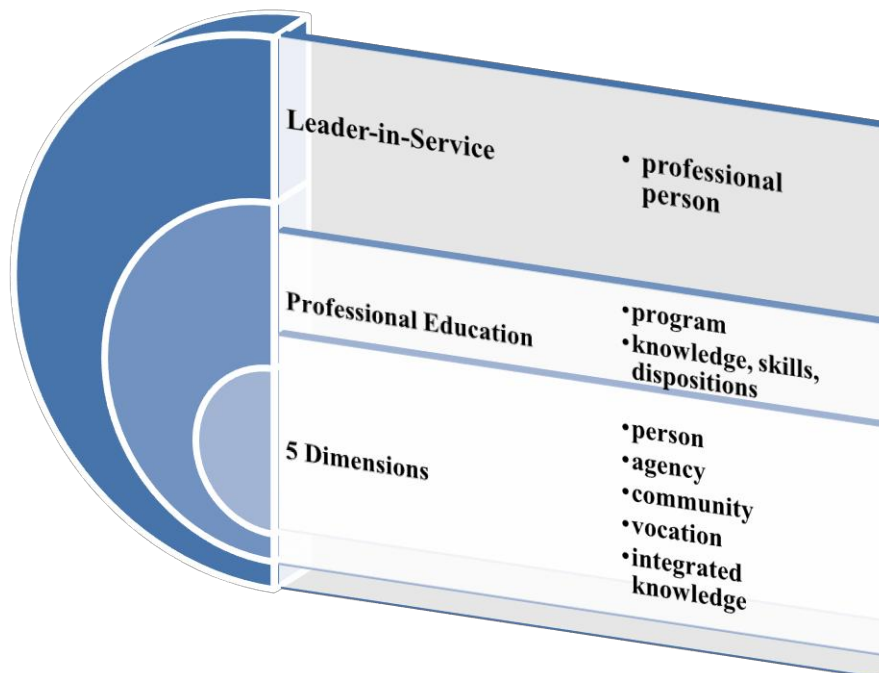 Leader-in-Service
• professional
person
Professional Education
•program
•knowledge, skills,
dispositions
5 Dimensions
•person
•agency
•community
•vocation
•integrated
knowledge